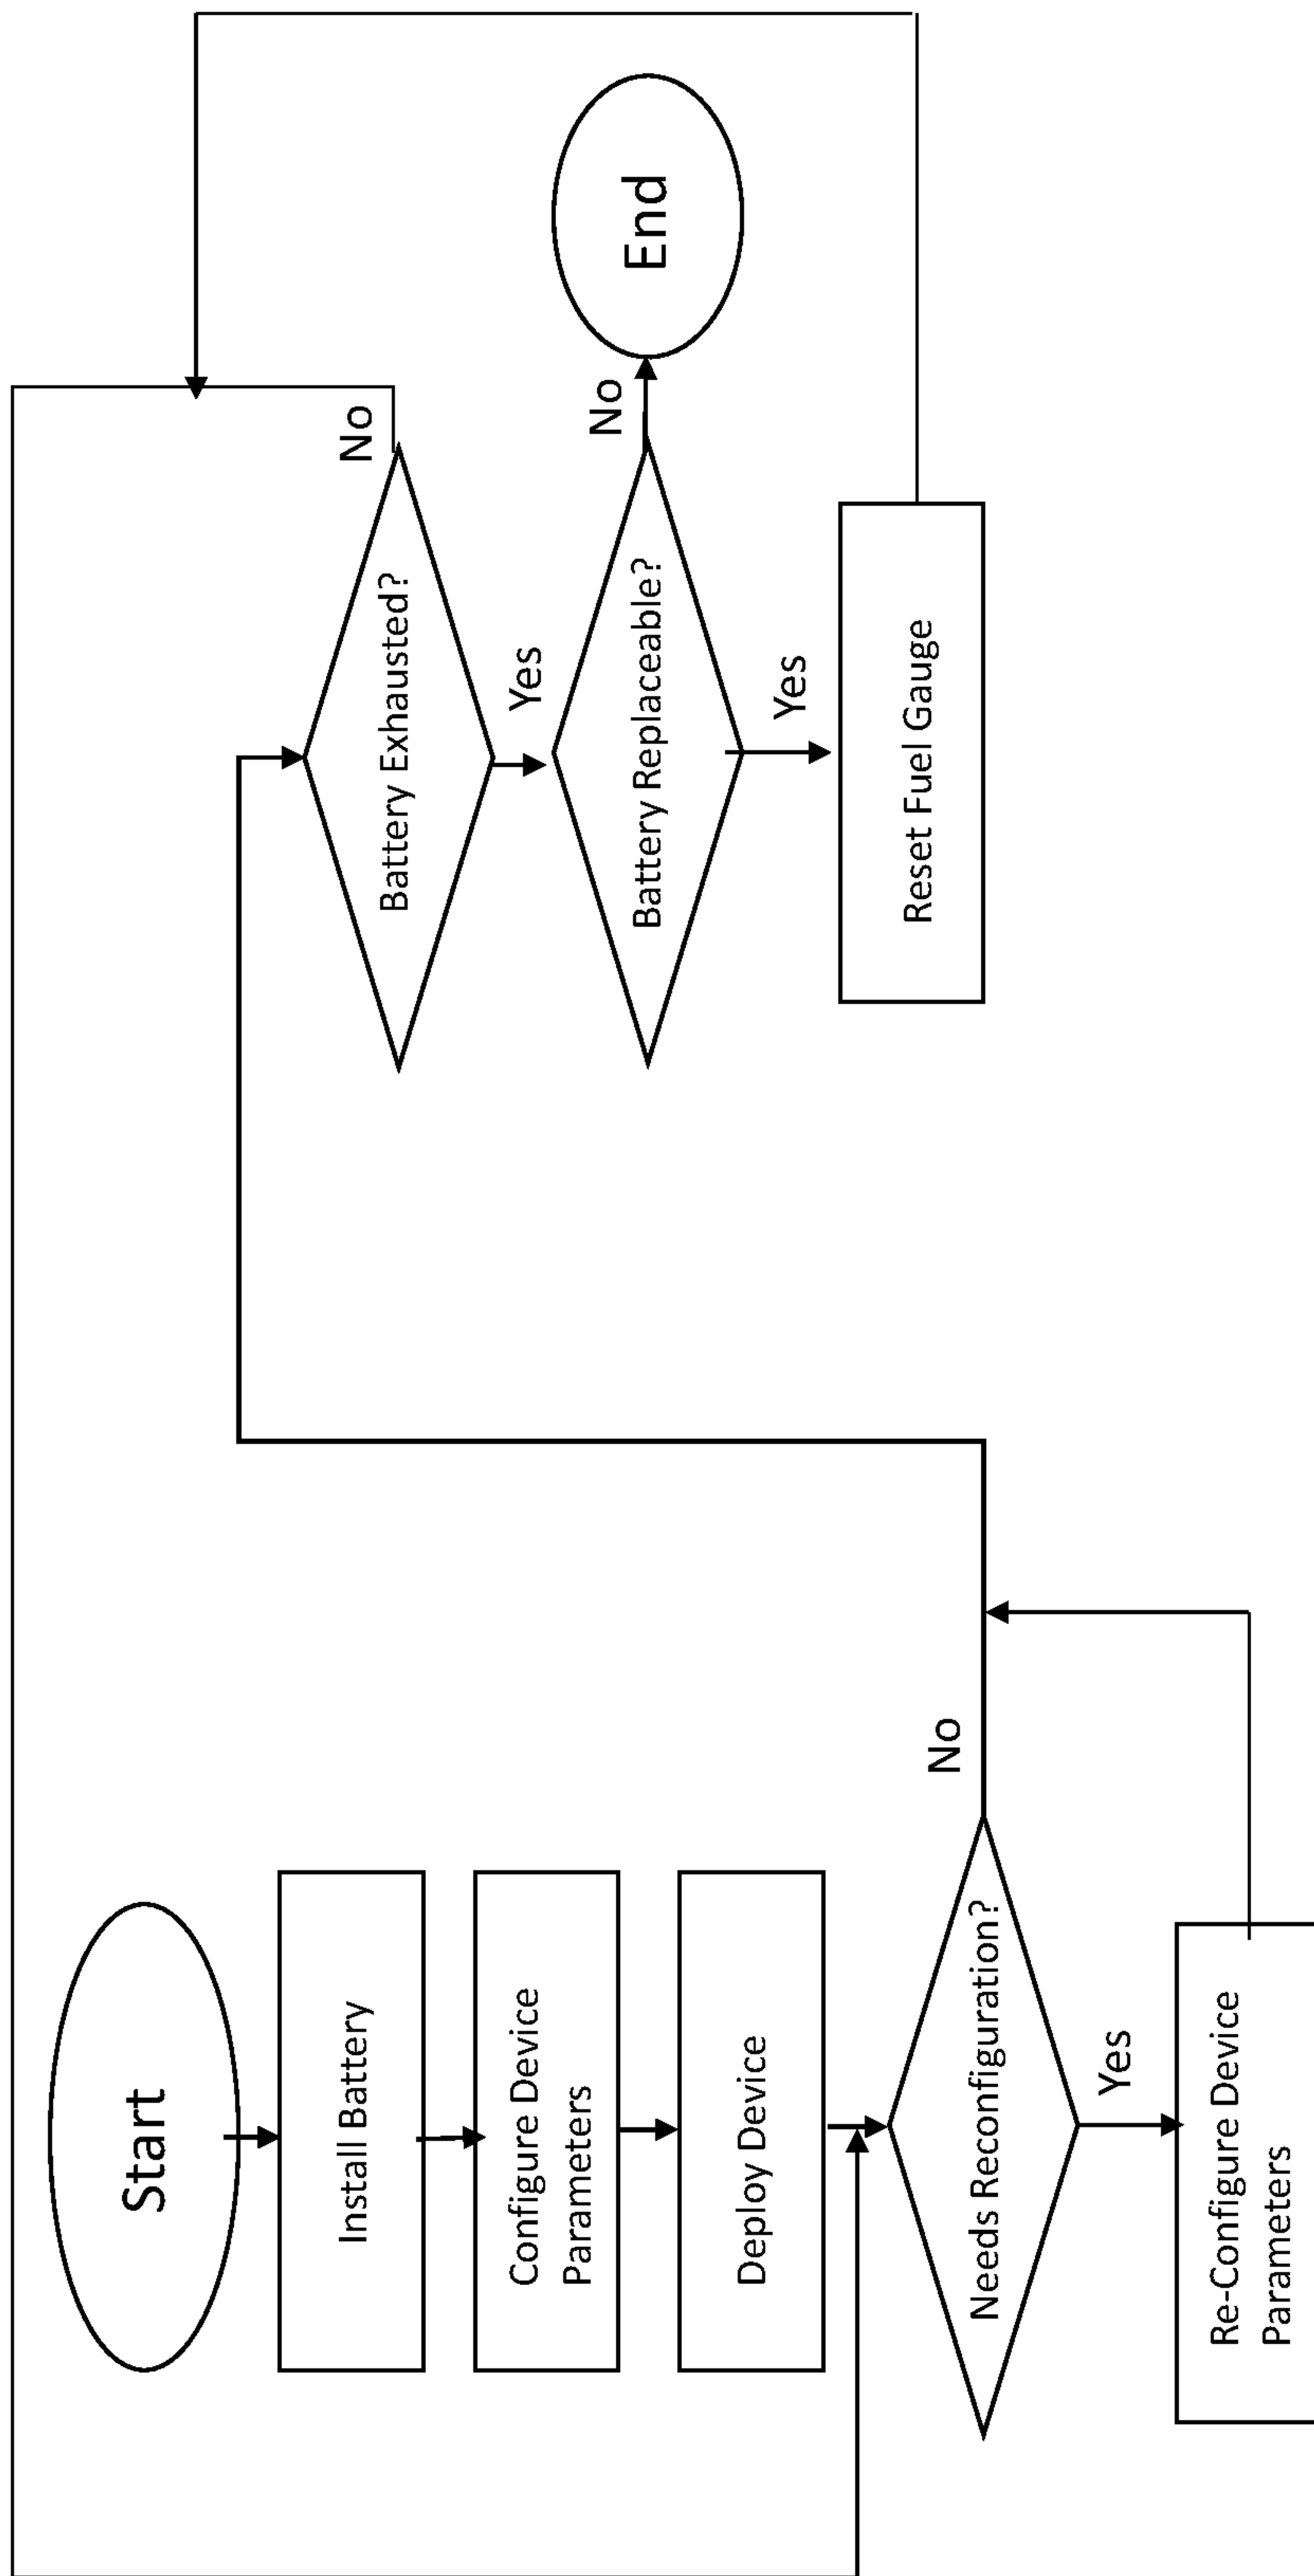 Start
Install Battery
Configure Device
Parameters
Deploy Device
Needs Reconfiguration?
No
Yes
Re-Configure Device
Parameters
Battery Exhausted?
No
Yes
Battery Replaceable?
No
End
Yes
Reset Fuel Gauge